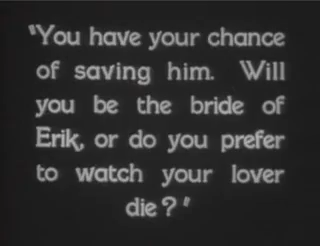 "You have your chance
of saving him. Will
you be the bride of
Erik, or do you prefer
to watch your lover
die?"